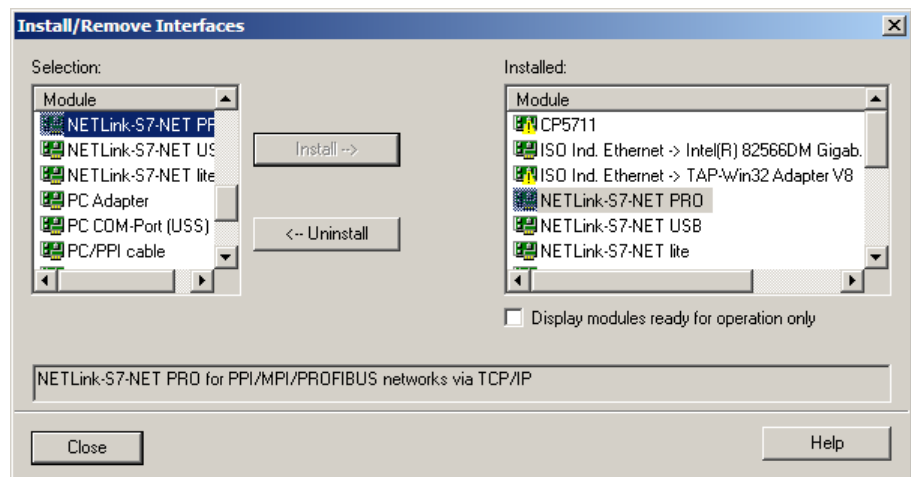 Install/Remove Interfaces
Selection:
Module
NETLink-S7-NET PF
NETLink-S7-NET US
NETLink-S7-NET lite
PC Adapter
PC COM-Port (USS)
PC/PPI cable
Install -->
<-- Uninstall
Installed:
Module
CP5711
ISO Ind. Ethernet -> Intel(R) 82566DM Gigab.
ISO Ind. Ethernet -> TAP-Win32 Adapter V8
NETLink-S7-NET PRO
NETLink-S7-NET USB
NETLink-S7-NET lite
Display modules ready for operation only
NETLink-S7-NET PRO for PPI/MPI/PROFIBUS networks via TCP/IP
Close
Help